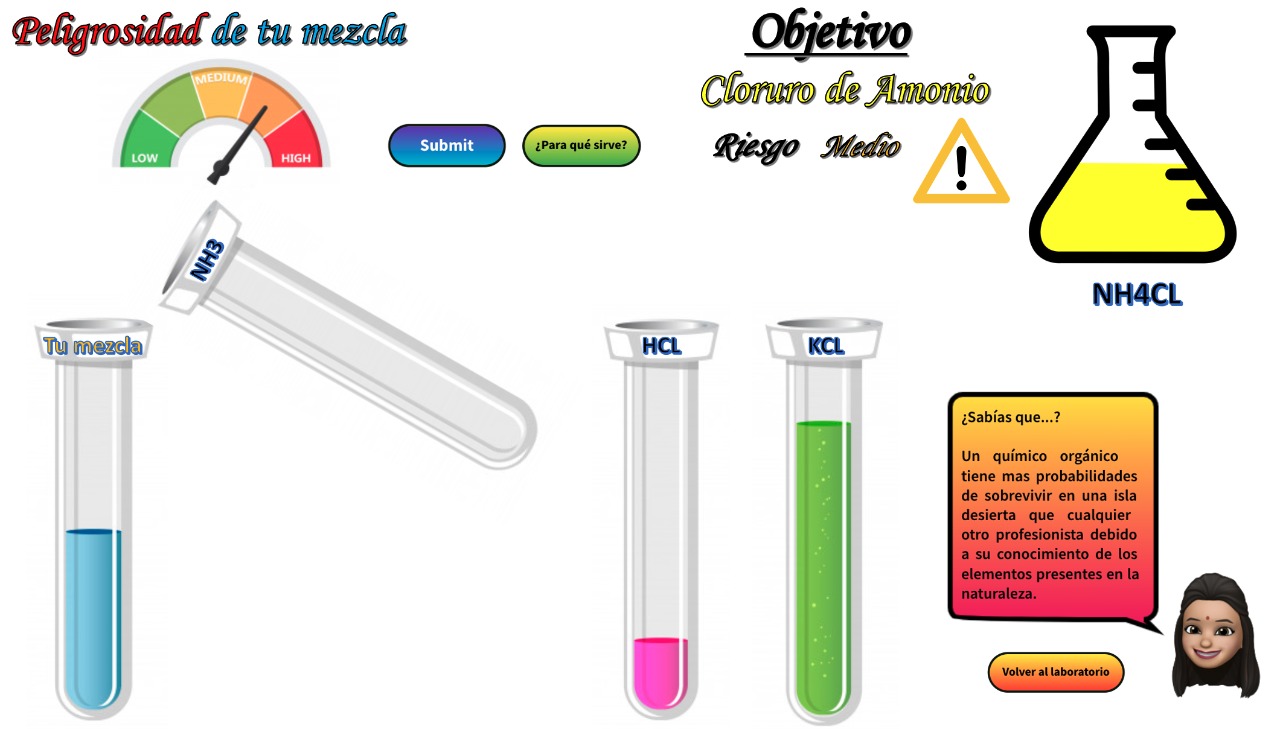 Peligrosidad de tu mezcla
LOW
MEDIUM
HIGH
Submit
¿Para qué sirve?
Objetivo
Cloruro de Amonio
Riesgo Medio
!
NH4CL
NH3
Tu mezcla
HCL
KCL
¿Sabías que...?
Un químico orgánico
tiene mas probabilidades
de sobrevivir en una isla
desierta que cualquier
otro profesionista debido
a su conocimiento de los
elementos presentes en la
naturaleza.
Volver al laboratorio